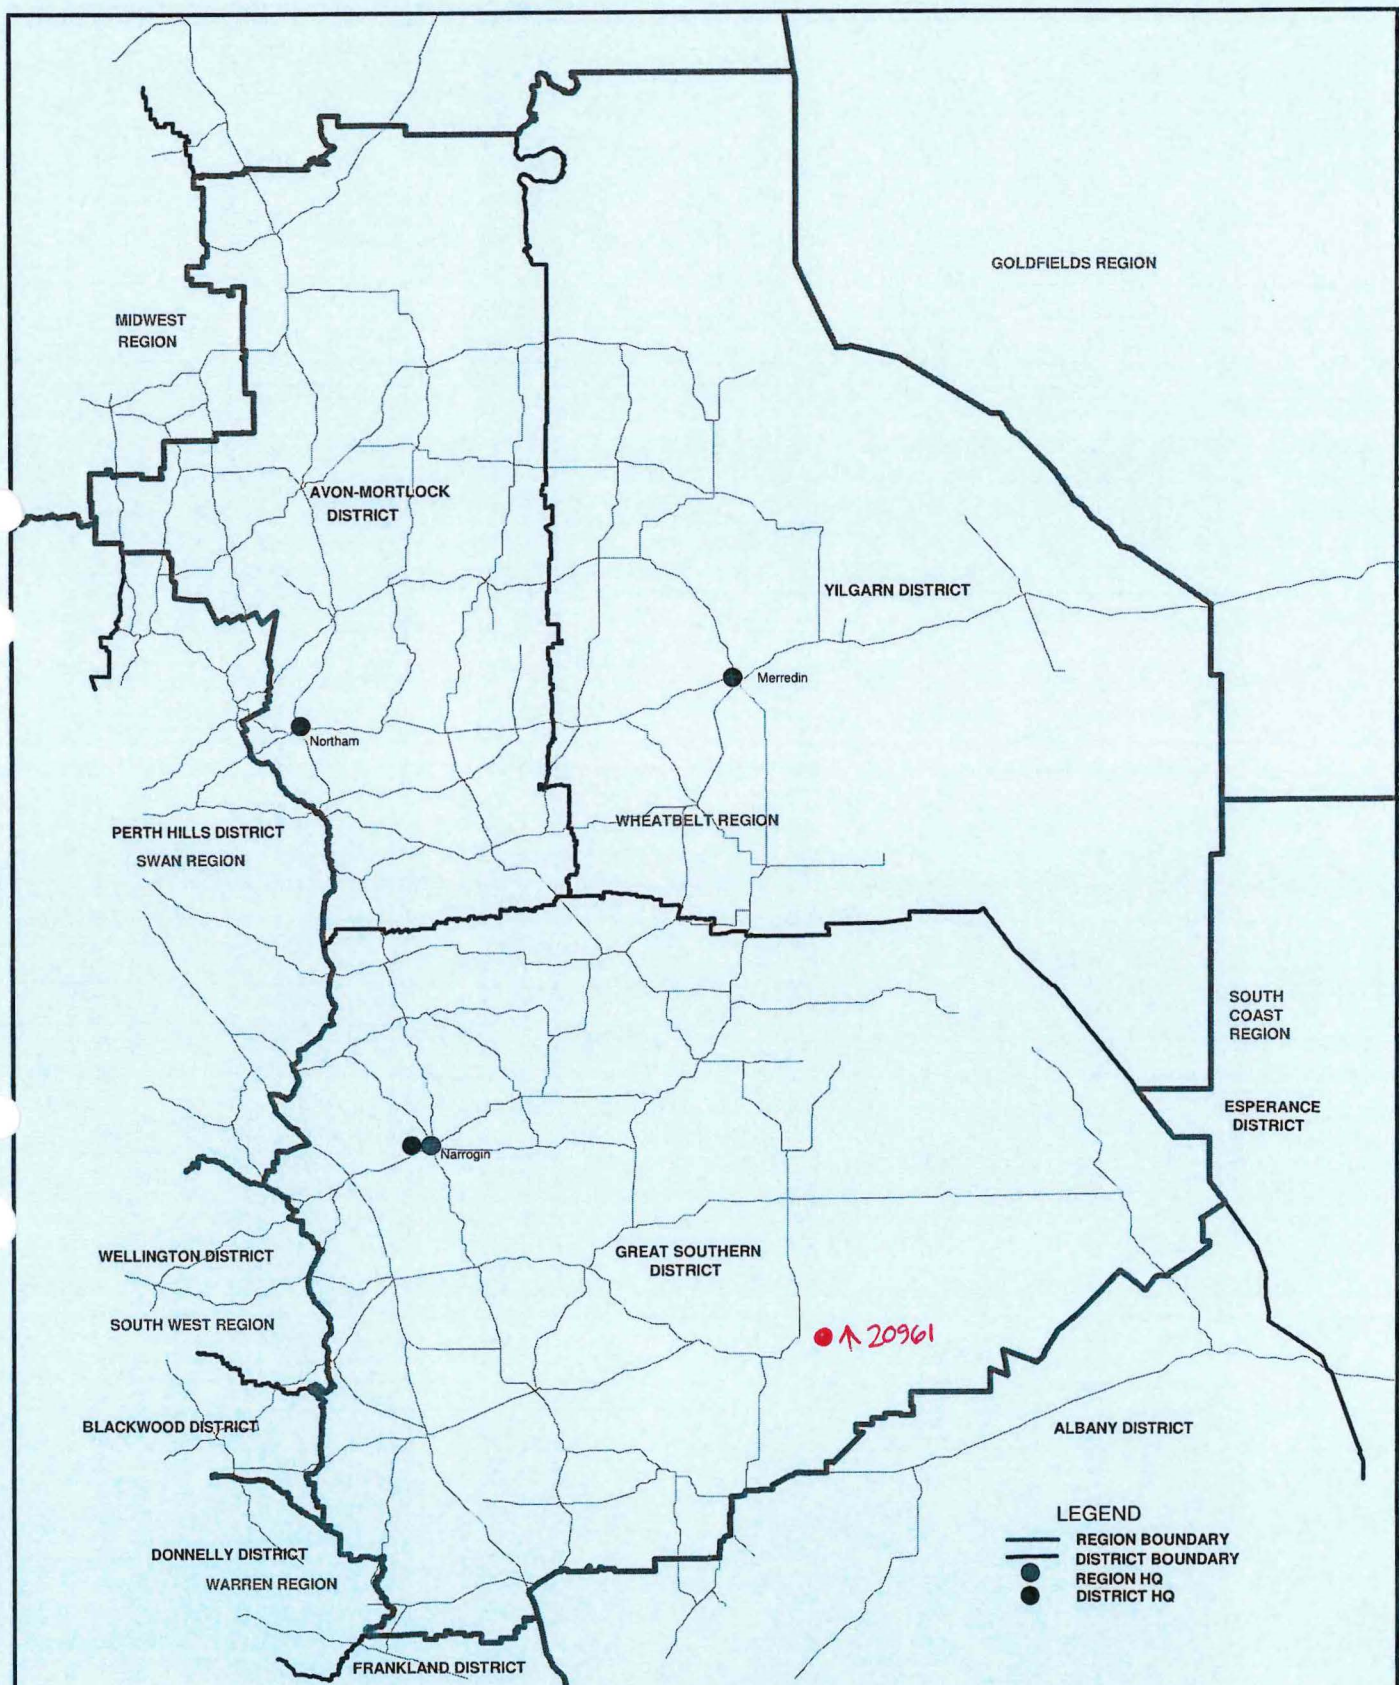 GOLDFIELDS REGION
MIDWEST
REGION
AVON-MORTLOCK
DISTRICT
YILGARN DISTRICT
Merredin
Northam
PERTH HILLS DISTRICT
SWAN REGION
WHEATBELT REGION
SOUTH
COAST
REGION
ESPERANCE
DISTRICT
Narrogin
WELLINGTON DISTRICT
GREAT SOUTHERN
DISTRICT
SOUTH WEST REGION
↑ 20961
BLACKWOOD DISTRICT
ALBANY DISTRICT
LEGEND
REGION BOUNDARY
DISTRICT BOUNDARY
REGION HQ
DISTRICT HQ
DONNELLY DISTRICT
WARREN REGION
FRANKLAND DISTRICT